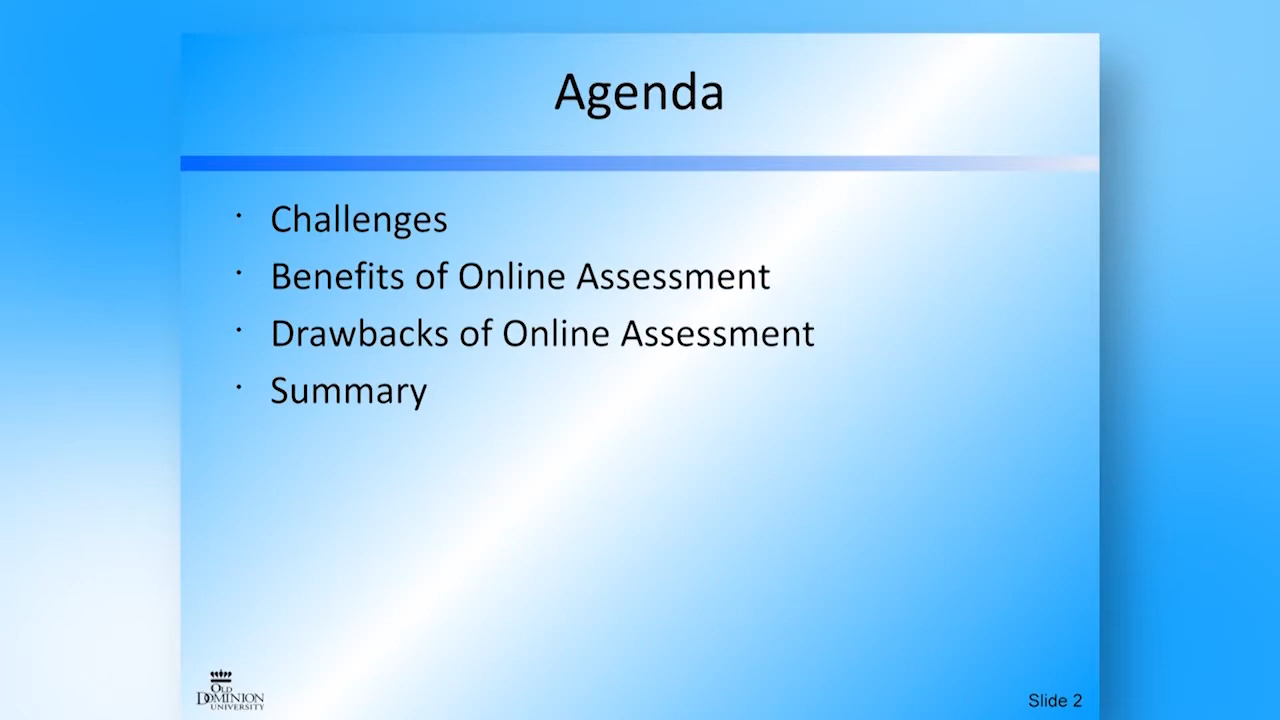 Agenda
· Challenges
· Benefits of Online Assessment
· Drawbacks of Online Assessment
· Summary
OLD
DOMINION
UNIVERSITY
Slide 2